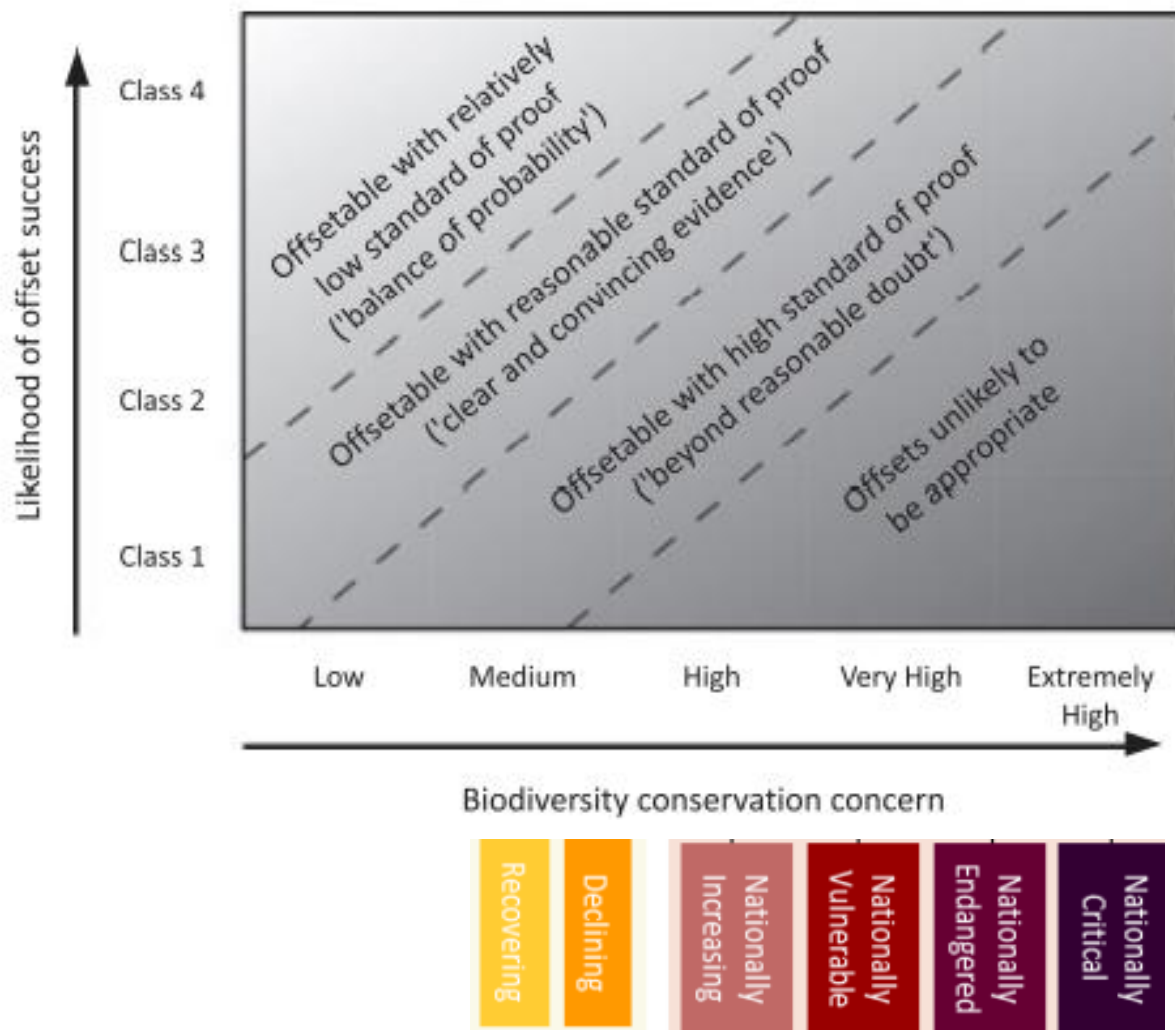 Likelihood of offset success
Class 4
Class 3
Class 2
Class 1
Offsetable with relatively
low standard of proof
('balance of probability')
Offsetable with reasonable standard of proof
('clear and convincing evidence')
Offsetable with high standard of proof
('beyond reasonable doubt')
Offsets unlikely to
be appropriate
Low
Medium
High
Very High
Extremely
High
Biodiversity conservation concern
Recovering
Declining
Nationally
Increasing
Nationally
Vulnerable
Nationally
Endangered
Nationally
Critical